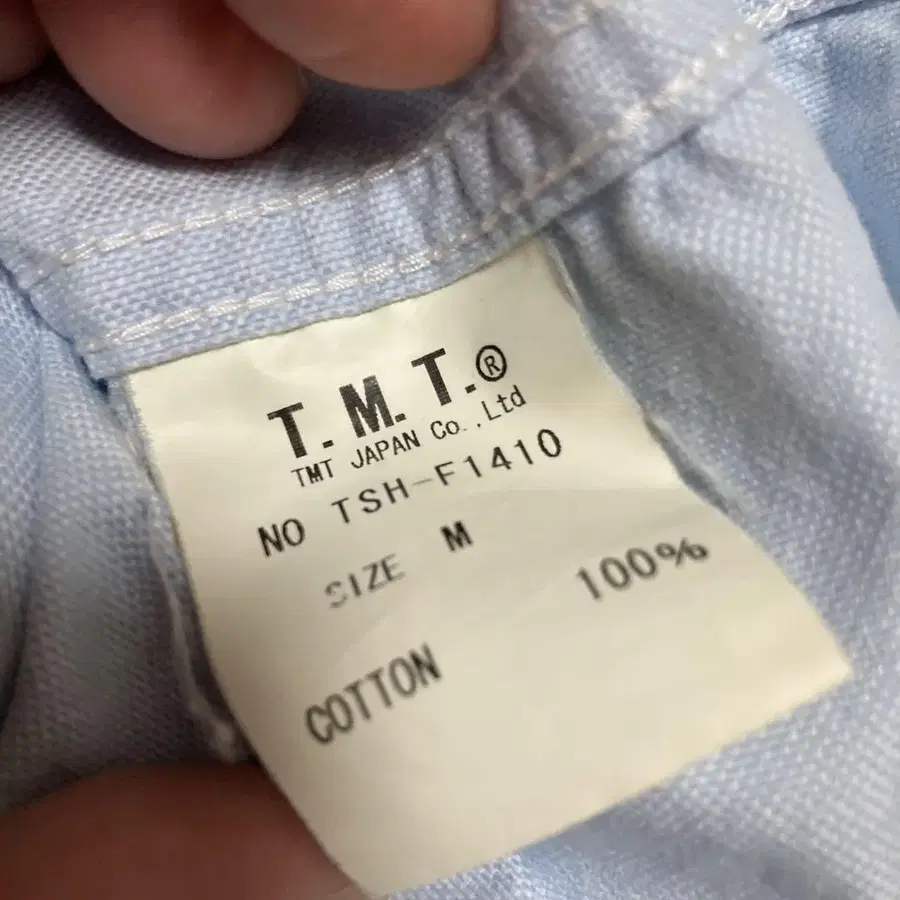 T.M.T.®
TMT JAPAN Co.,Ltd
NO TSH-F1410
SIZE M
COTTON 100%